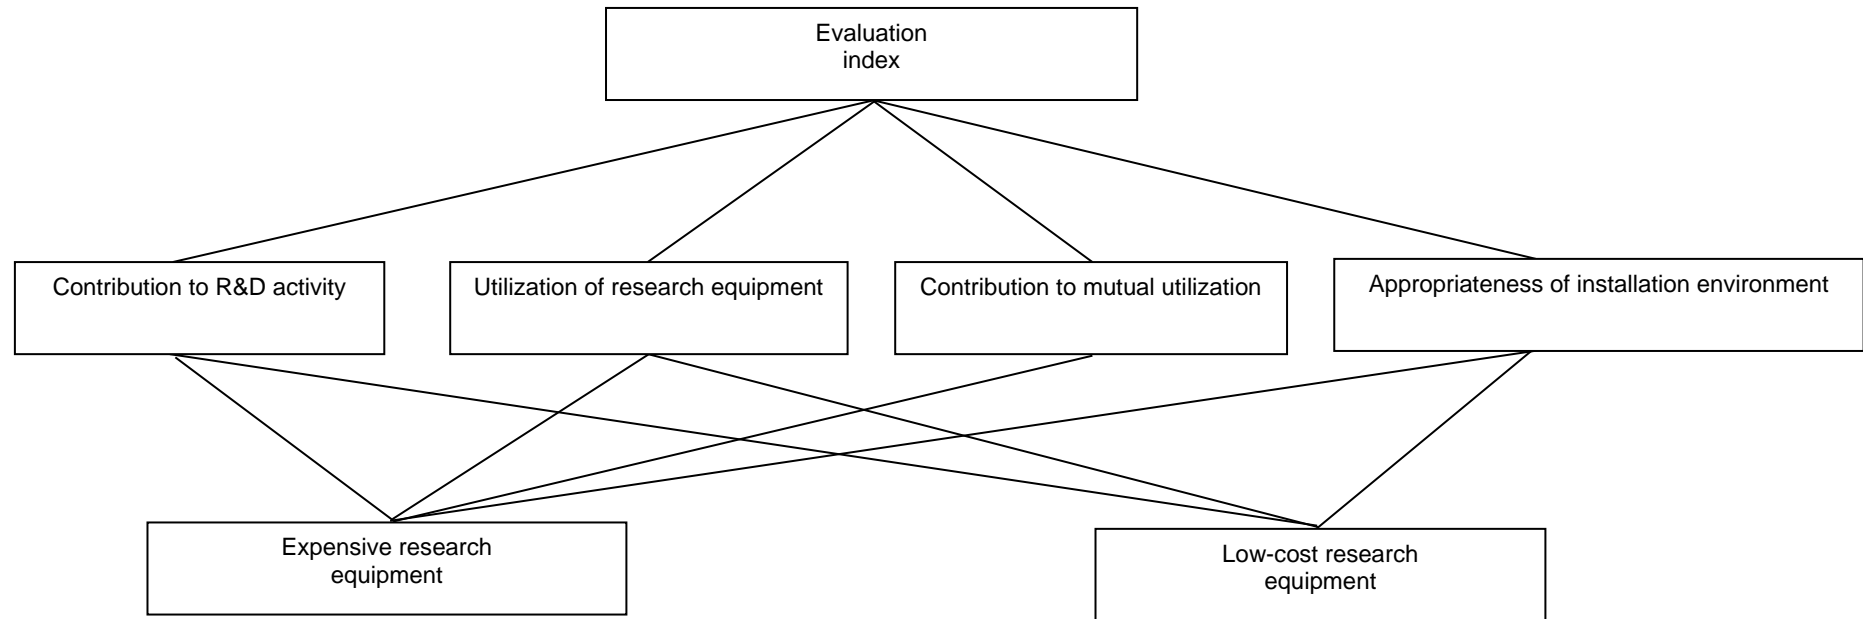 Evaluation
index
Contribution to R&D activity
Utilization of research equipment
Contribution to mutual utilization
Appropriateness of installation environment
Expensive research
equipment
Low-cost research
equipment